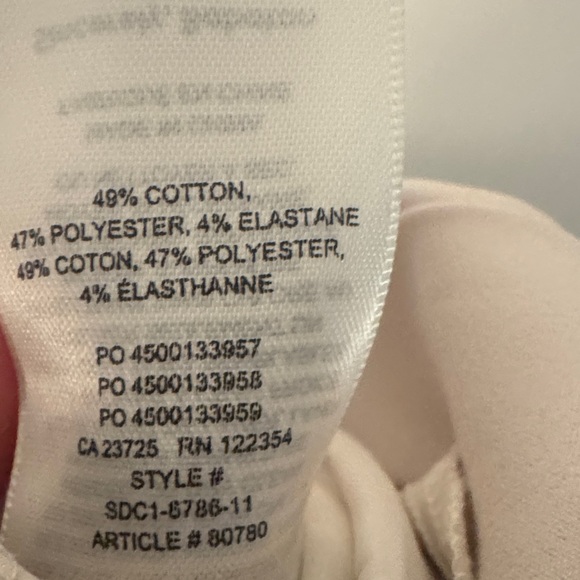 49% COTTON,
47% POLYESTER, 4% ELASTANE
49% COTON, 47% POLYESTER,
4% ÉLASTHANNE
PO 4500133957
PO 4500133958
PO 4500133959
CA 23725 RN 122354
STYLE #
SDC1-6786-11
ARTICLE # 80780